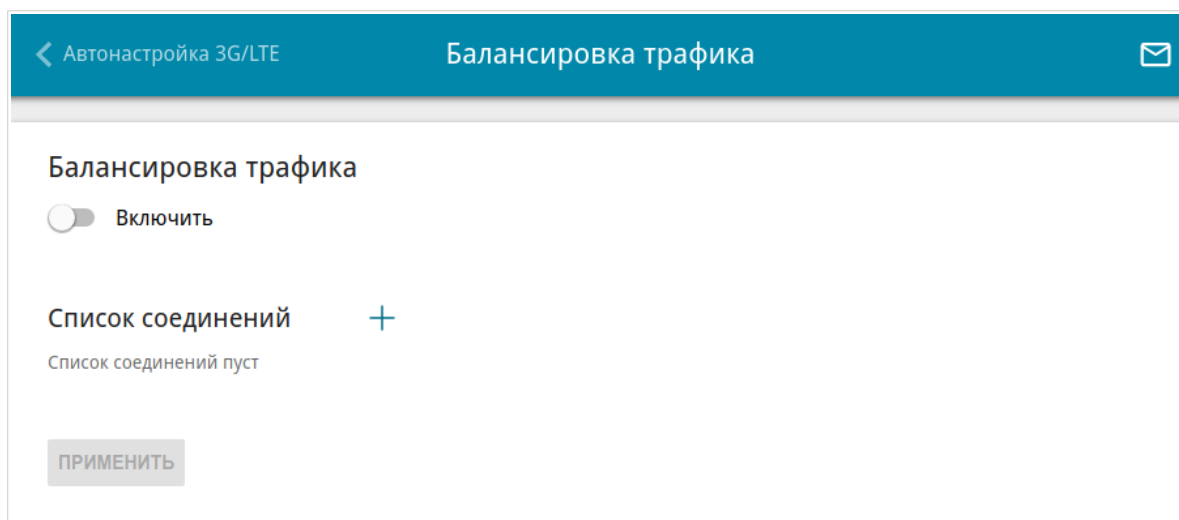 Автонастройка 3G/LTE
Балансировка трафика
Балансировка трафика
Включить
Список соединений
Список соединений пуст
ПРИМЕНИТЬ